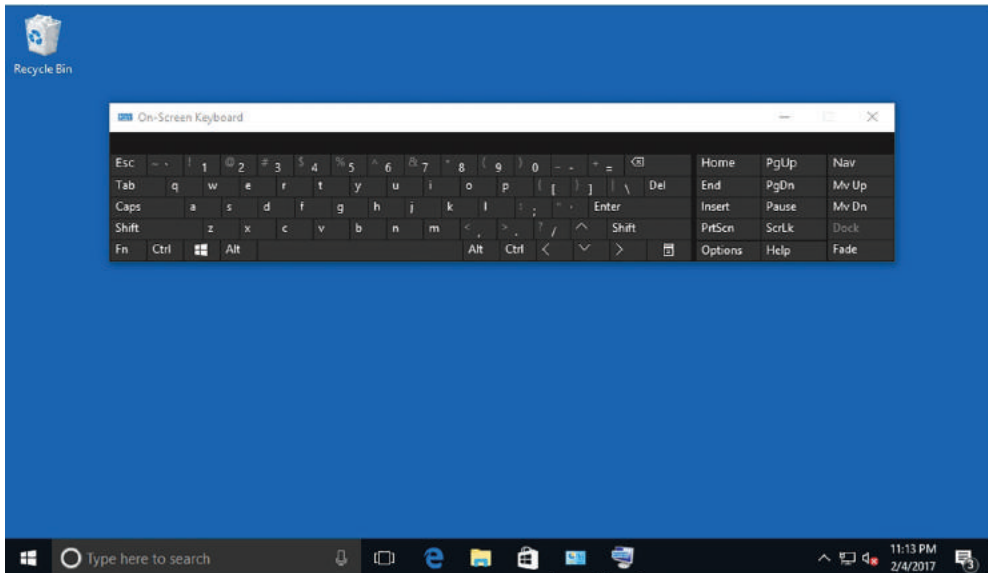 Recycle Bin
On-Screen Keyboard
Esc ~ ` ! 1 @ 2 # 3 $ 4 % 5 ^ 6 & 7 * 8 ( 9 ) 0 _ - + = Home PgUp Nav
Tab q w e r t y u i o p { [ } ] | \ Del End PgDn Mv Up
Caps a s d f g h j k l : ; " ' Enter Insert Pause Mv Dn
Shift z x c v b n m < , > . ? / ^ Shift PrtScn ScrLk Dock
Fn Ctrl Alt Alt Ctrl < > Options Help Fade
Type here to search
11:13 PM
2/4/2017
3